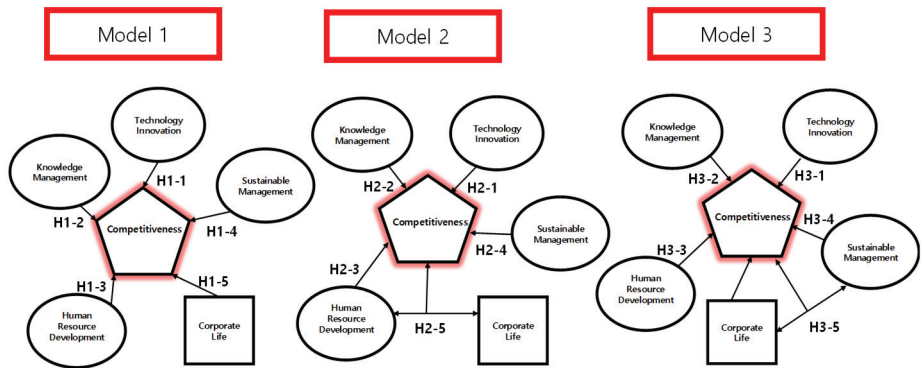 Model 1
Technology
Innovation
Knowledge
Management
H1-1
Sustainable
Management
H1-2
Competitiveness
H1-4
H1-3
H1-5
Human
Resource
Development
Corporate
Life
Model 2
Knowledge
Management
Technology
Innovation
H2-2
H2-1
Competitiveness
Sustainable
Management
H2-4
H2-3
Human
Resource
Development
H2-5
Corporate
Life
Model 3
Knowledge
Management
Technology
Innovation
H3-2
H3-1
Competitiveness
H3-4
Sustainable
Management
H3-3
Human
Resource
Development
Corporate
Life
H3-5